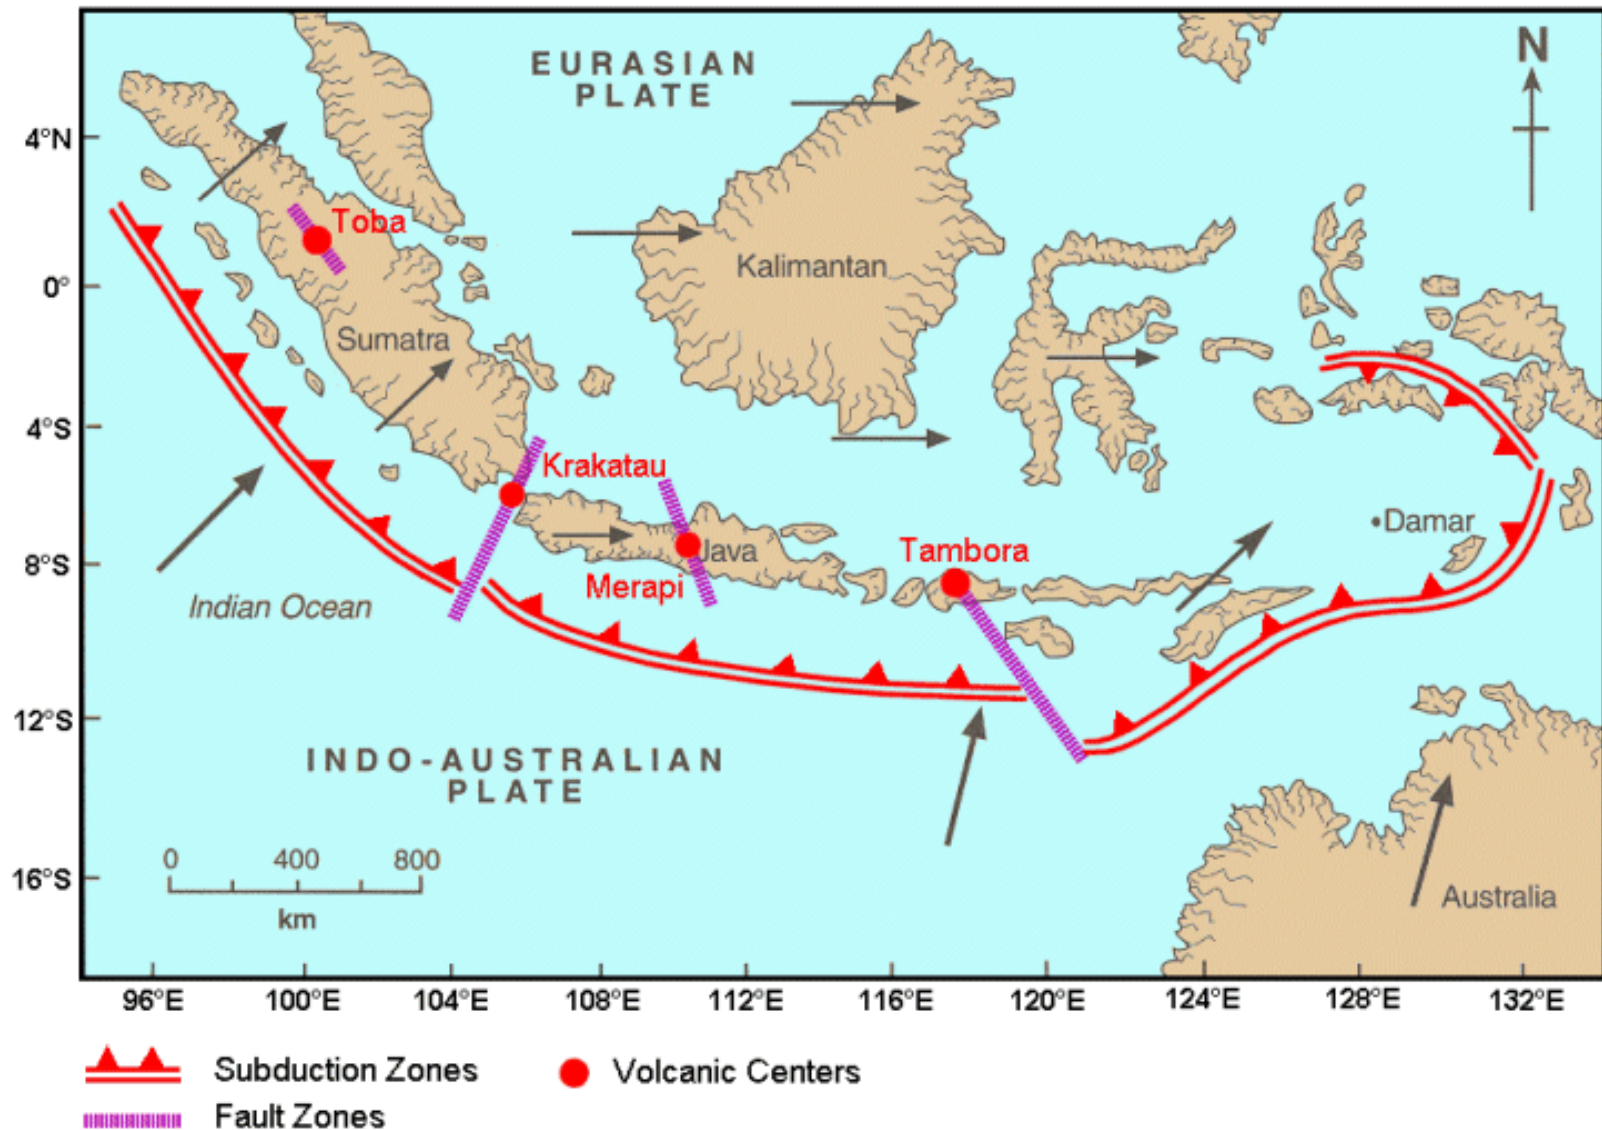 EURASIAN
PLATE
N
4°N
Toba
0°
Kalimantan
Sumatra
4°S
Krakatau
Damar
Tambora
Java
8°S
Merapi
Indian Ocean
12°S
INDO-AUSTRALIAN
PLATE
0 400 800
km
16°S
Australia
96°E 100°E 104°E 108°E 112°E 116°E 120°E 124°E 128°E 132°E
Subduction Zones
Volcanic Centers
Fault Zones